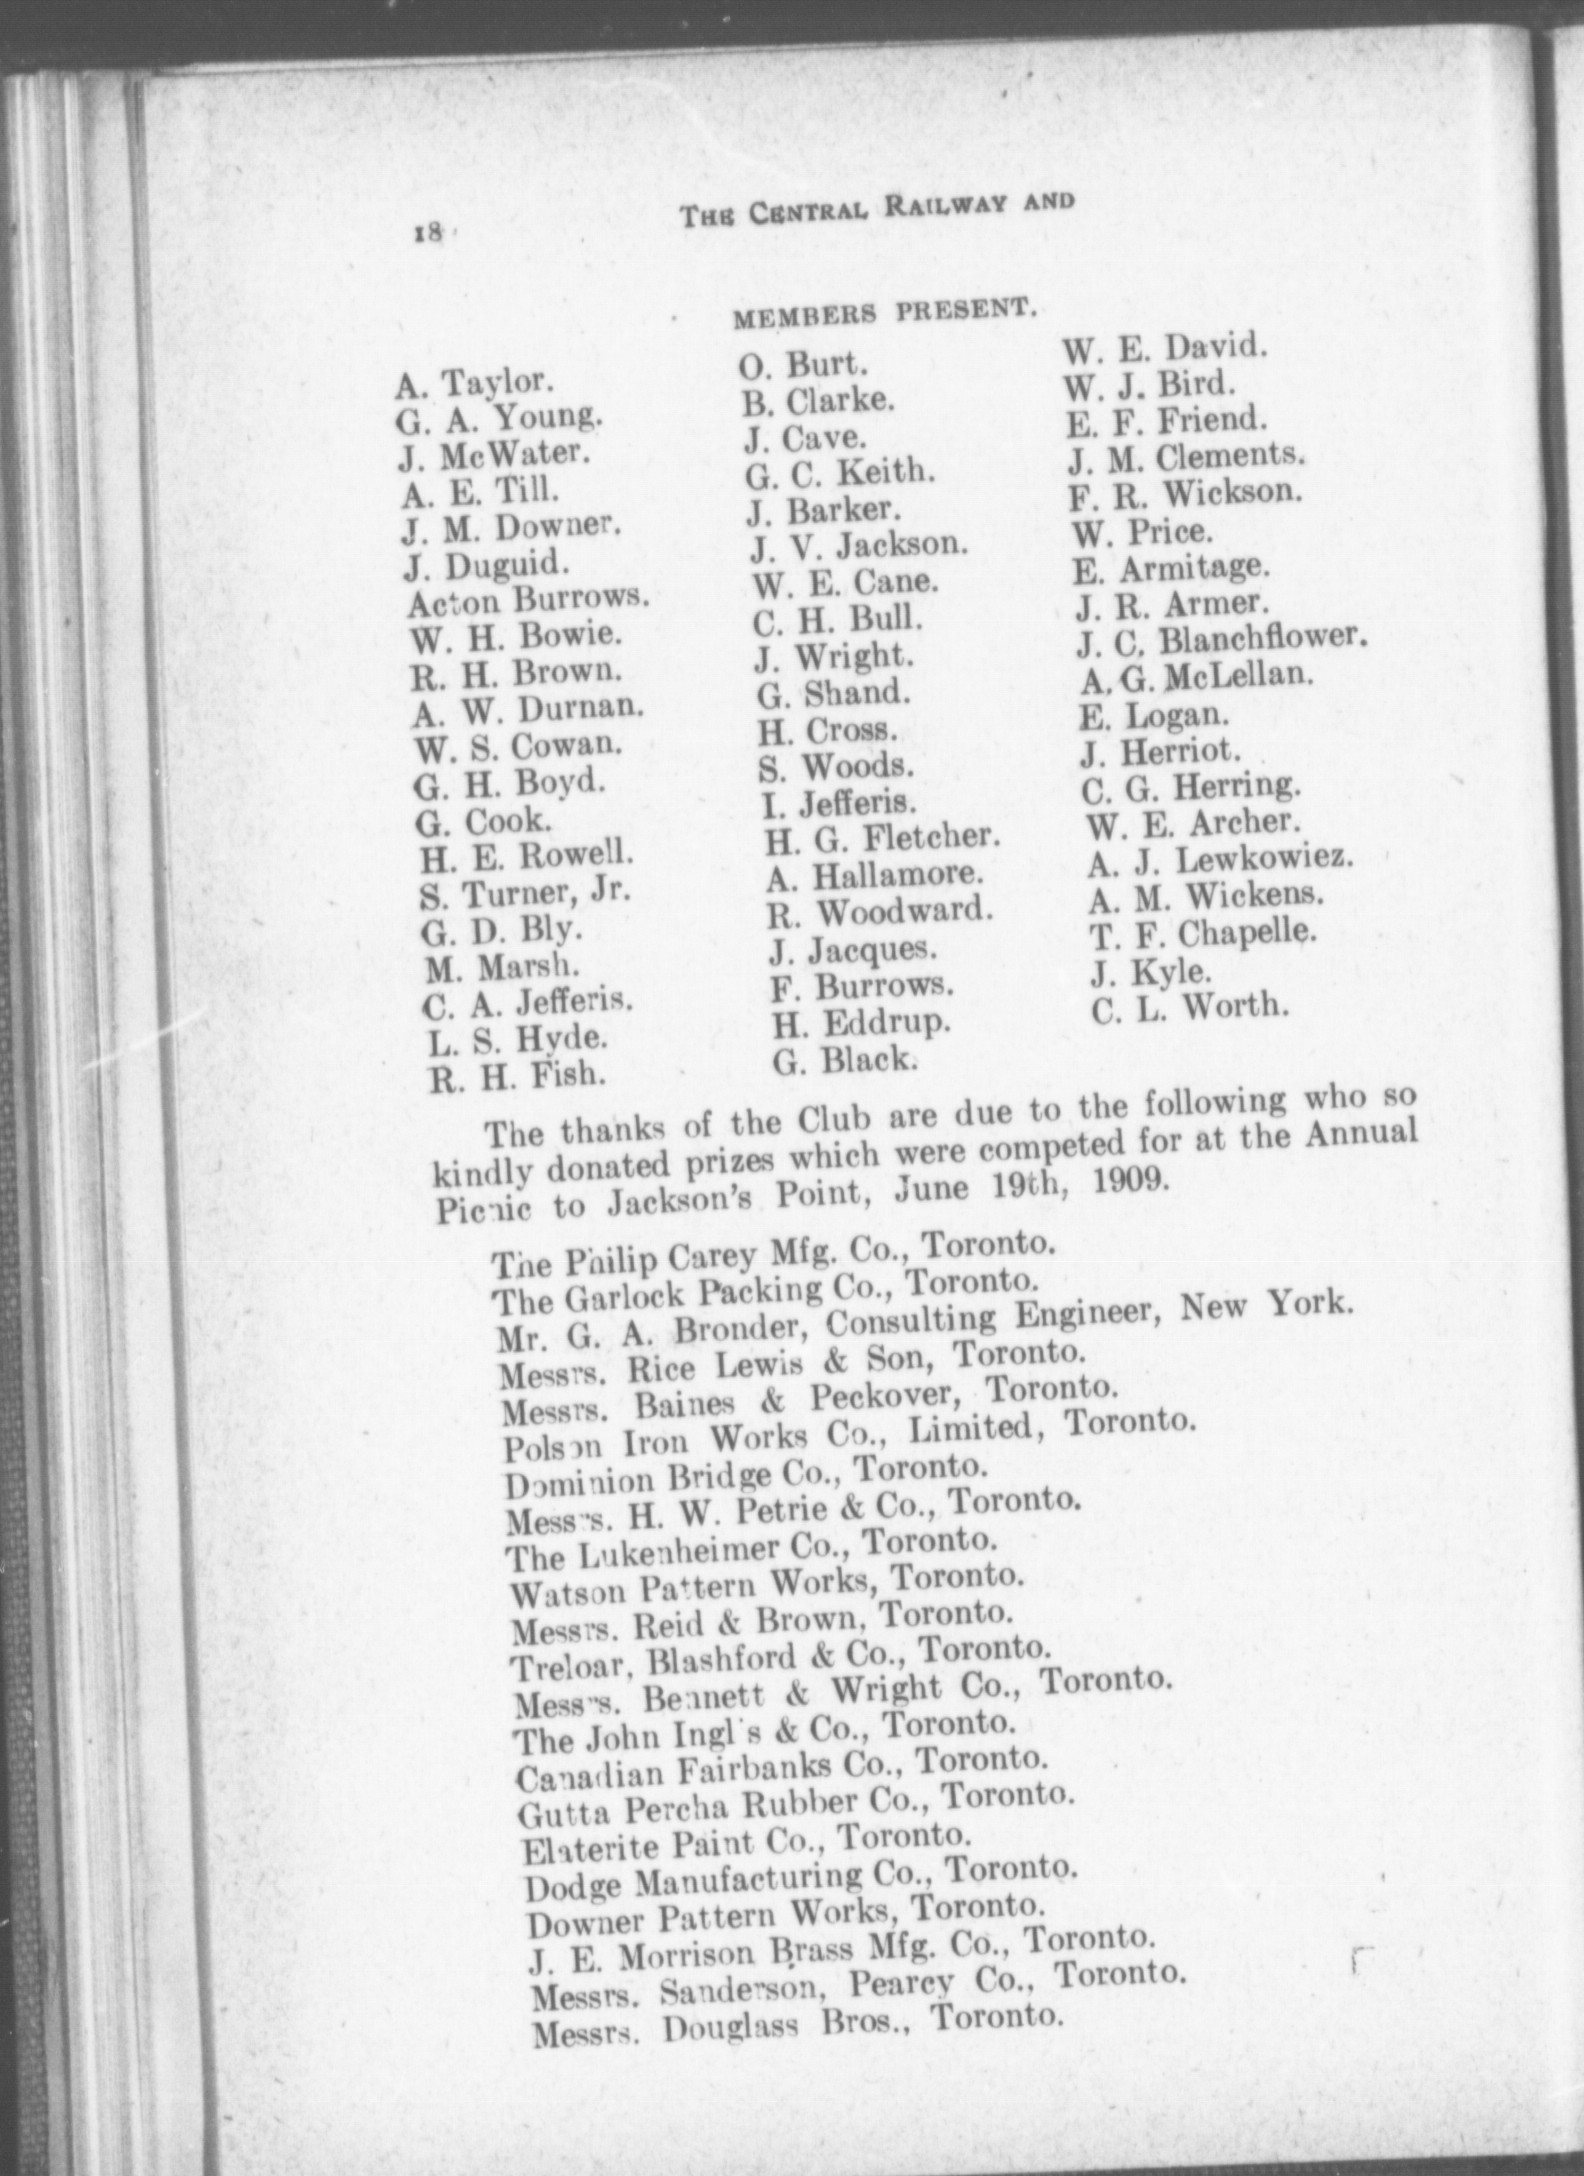 18
THE CENTRAL RAILWAY AND
MEMBERS PRESENT.
A. Taylor.
G. A. Young.
J. McWater.
A. E. Till.
J. M. Downer.
J. Duguid.
Acton Burrows.
W. H. Bowie.
R. H. Brown.
A. W. Durnan.
W. S. Cowan.
G. H. Boyd.
G. Cook.
H. E. Rowell.
S. Turner, Jr.
G. D. Bly.
M. Marsh.
C. A. Jefferis.
L. S. Hyde.
R. H. Fish.
O. Burt.
B. Clarke.
J. Cave.
G. C. Keith.
J. Barker.
J. V. Jackson.
W. E. Cane.
C. H. Bull.
J. Wright.
G. Shand.
H. Cross.
S. Woods.
I. Jefferis.
H. G. Fletcher.
A. Hallamore.
R. Woodward.
J. Jacques.
F. Burrows.
H. Eddrup.
G. Black.
W. E. David.
W. J. Bird.
E. F. Friend.
J. M. Clements.
F. R. Wickson.
W. Price.
E. Armitage.
J. R. Armer.
J. C. Blanchflower.
A. G. McLellan.
E. Logan.
J. Herriot.
C. G. Herring.
W. E. Archer.
A. J. Lewkowiez.
A. M. Wickens.
T. F. Chapelle.
J. Kyle.
C. L. Worth.
The thanks of the Club are due to the following who so
kindly donated prizes which were competed for at the Annual
Picnic to Jackson's Point, June 19th, 1909.
The Philip Carey Mfg. Co., Toronto.
The Garlock Packing Co., Toronto.
Mr. G. A. Bronder, Consulting Engineer, New York.
Messrs. Rice Lewis & Son, Toronto.
Messrs. Baines & Peckover, Toronto.
Polson Iron Works Co., Limited, Toronto.
Dominion Bridge Co., Toronto.
Messrs. H. W. Petrie & Co., Toronto.
The Lukenheimer Co., Toronto.
Watson Pattern Works, Toronto.
Messrs. Reid & Brown, Toronto.
Treloar, Blashford & Co., Toronto.
Messrs. Bennett & Wright Co., Toronto.
The John Inglis & Co., Toronto.
Canadian Fairbanks Co., Toronto.
Gutta Percha Rubber Co., Toronto.
Elaterite Paint Co., Toronto.
Dodge Manufacturing Co., Toronto.
Downer Pattern Works, Toronto.
J. E. Morrison Brass Mfg. Co., Toronto.
Messrs. Sanderson, Pearcy Co., Toronto.
Messrs. Douglass Bros., Toronto.